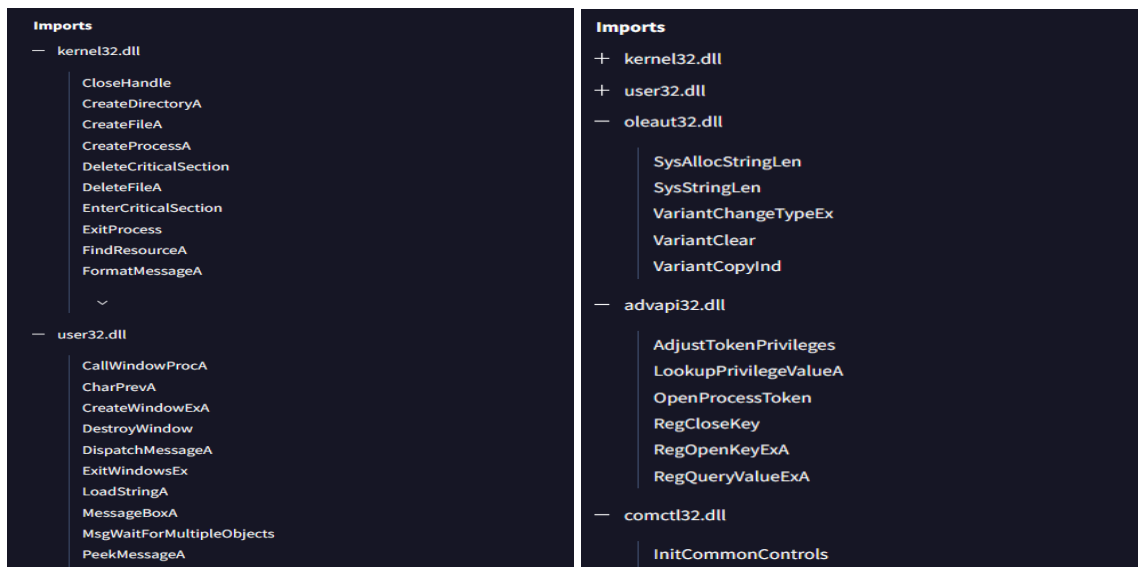 Imports
kernel32.dll
CloseHandle
CreateDirectoryA
CreateFileA
CreateProcessA
DeleteCriticalSection
DeleteFileA
EnterCriticalSection
ExitProcess
FindResourceA
FormatMessageA
user32.dll
CallWindowProcA
CharPrevA
CreateWindowExA
DestroyWindow
DispatchMessageA
ExitWindowsEx
LoadStringA
MessageBoxA
MsgWaitForMultipleObjects
PeekMessageA
Imports
kernel32.dll
user32.dll
oleaut32.dll
SysAllocStringLen
SysStringLen
VariantChangeTypeEx
VariantClear
VariantCopyInd
advapi32.dll
AdjustTokenPrivileges
LookupPrivilegeValueA
OpenProcessToken
RegCloseKey
RegOpenKeyExA
RegQueryValueExA
comctl32.dll
InitCommonControls